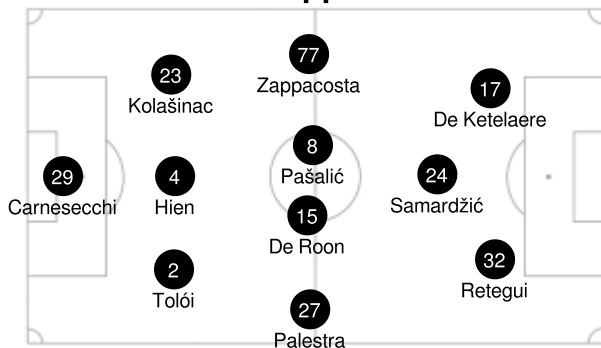 29
Carnesecchi
23
Kolašinac
4
Hien
2
Tolói
77
Zappacosta
8
Pašalić
15
De Roon
27
Palestra
17
De Ketelaere
24
Samardžić
32
Retegui